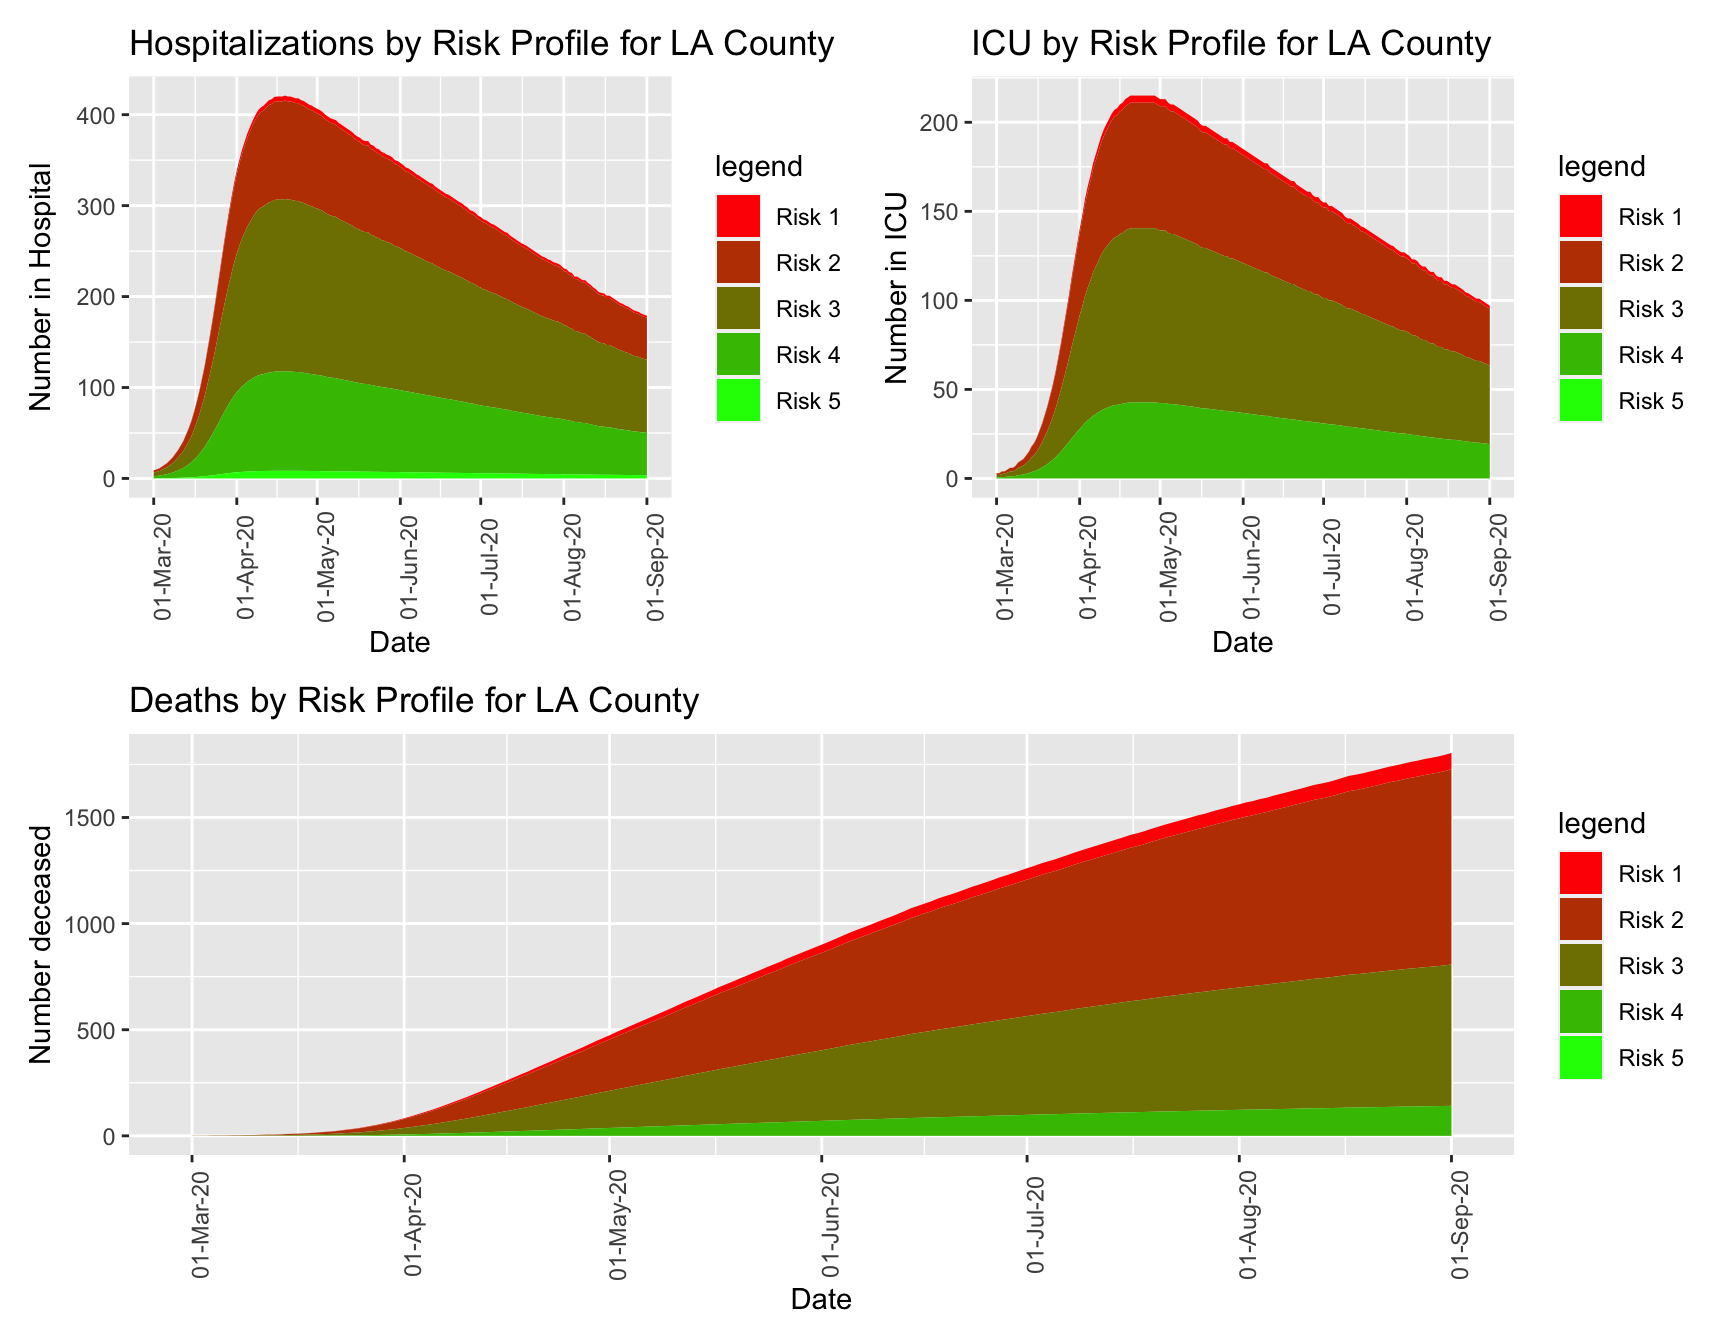 Hospitalizations by Risk Profile for LA County
Number in Hospital
400
300
200
100
0
01-Mar-20
01-Apr-20
01-May-20
01-Jun-20
01-Jul-20
01-Aug-20
01-Sep-20
Date
legend
Risk 1
Risk 2
Risk 3
Risk 4
Risk 5
ICU by Risk Profile for LA County
Number in ICU
200
150
100
50
0
01-Mar-20
01-Apr-20
01-May-20
01-Jun-20
01-Jul-20
01-Aug-20
01-Sep-20
Date
legend
Risk 1
Risk 2
Risk 3
Risk 4
Risk 5
Deaths by Risk Profile for LA County
Number deceased
1500
1000
500
0
01-Mar-20
01-Apr-20
01-May-20
01-Jun-20
01-Jul-20
01-Aug-20
01-Sep-20
Date
legend
Risk 1
Risk 2
Risk 3
Risk 4
Risk 5